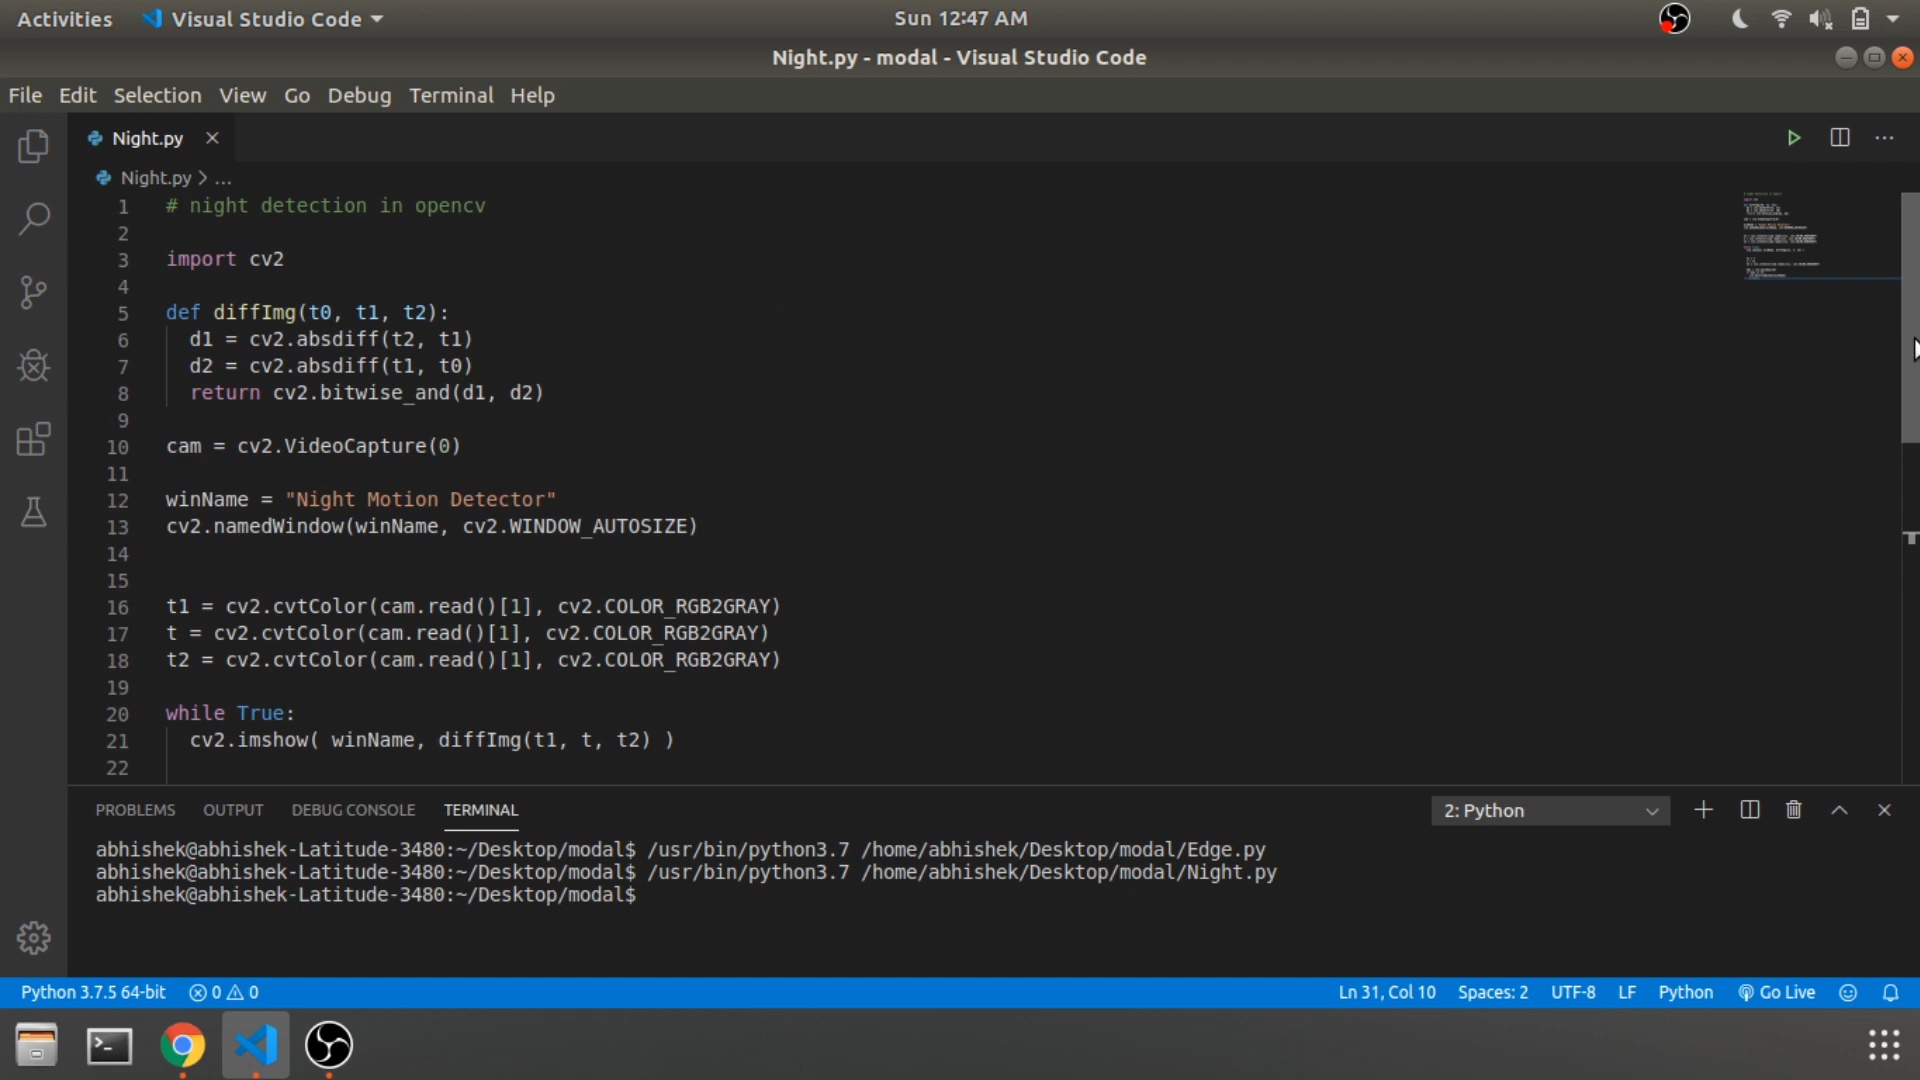 Activities Visual Studio Code Sun 12:47 AM
Night.py - modal - Visual Studio Code
File Edit Selection View Go Debug Terminal Help
Night.py
Night.py > ...
1 # night detection in opencv
2
3 import cv2
4
5 def diffImg(t0, t1, t2):
6 d1 = cv2.absdiff(t2, t1)
7 d2 = cv2.absdiff(t1, t0)
8 return cv2.bitwise_and(d1, d2)
9
10 cam = cv2.VideoCapture(0)
11
12 winName = "Night Motion Detector"
13 cv2.namedWindow(winName, cv2.WINDOW_AUTOSIZE)
14
15
16 t1 = cv2.cvtColor(cam.read()[1], cv2.COLOR_RGB2GRAY)
17 t = cv2.cvtColor(cam.read()[1], cv2.COLOR_RGB2GRAY)
18 t2 = cv2.cvtColor(cam.read()[1], cv2.COLOR_RGB2GRAY)
19
20 while True:
21 cv2.imshow( winName, diffImg(t1, t, t2) )
22
PROBLEMS OUTPUT DEBUG CONSOLE TERMINAL 2: Python
abhishek@abhishek-Latitude-3480:~/Desktop/modal$ /usr/bin/python3.7 /home/abhishek/Desktop/modal/Edge.py
abhishek@abhishek-Latitude-3480:~/Desktop/modal$ /usr/bin/python3.7 /home/abhishek/Desktop/modal/Night.py
abhishek@abhishek-Latitude-3480:~/Desktop/modal$
Python 3.7.5 64-bit 0 0 Ln 31, Col 10 Spaces: 2 UTF-8 LF Python Go Live